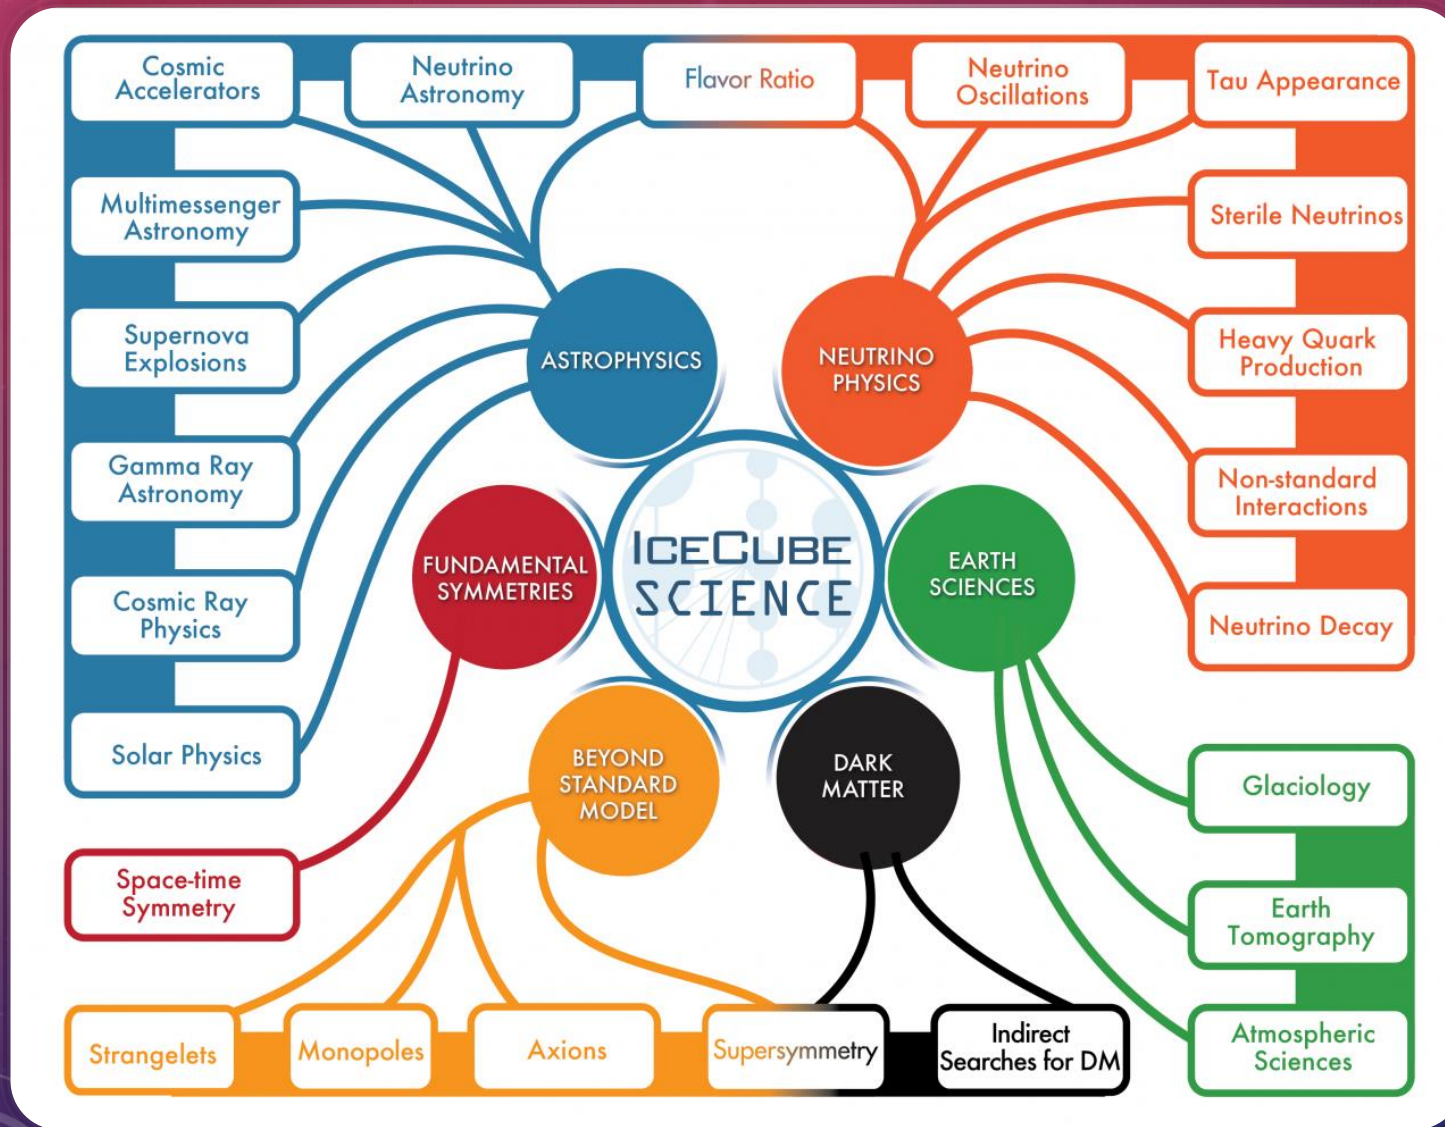 Cosmic
Accelerators
Neutrino
Astronomy
Flavor Ratio
Neutrino
Oscillations
Tau Appearance
Multimessenger
Astronomy
Sterile Neutrinos
Supernova
Explosions
Heavy Quark
Production
ASTROPHYSICS
NEUTRINO
PHYSICS
Gamma Ray
Astronomy
Non-standard
Interactions
FUNDAMENTAL
SYMMETRIES
ICECUBE
SCIENCE
EARTH
SCIENCES
Cosmic Ray
Physics
Neutrino Decay
Solar Physics
BEYOND
STANDARD
MODEL
DARK
MATTER
Glaciology
Space-time
Symmetry
Earth
Tomography
Strangelets
Monopoles
Axions
Supersymmetry
Indirect
Searches for DM
Atmospheric
Sciences